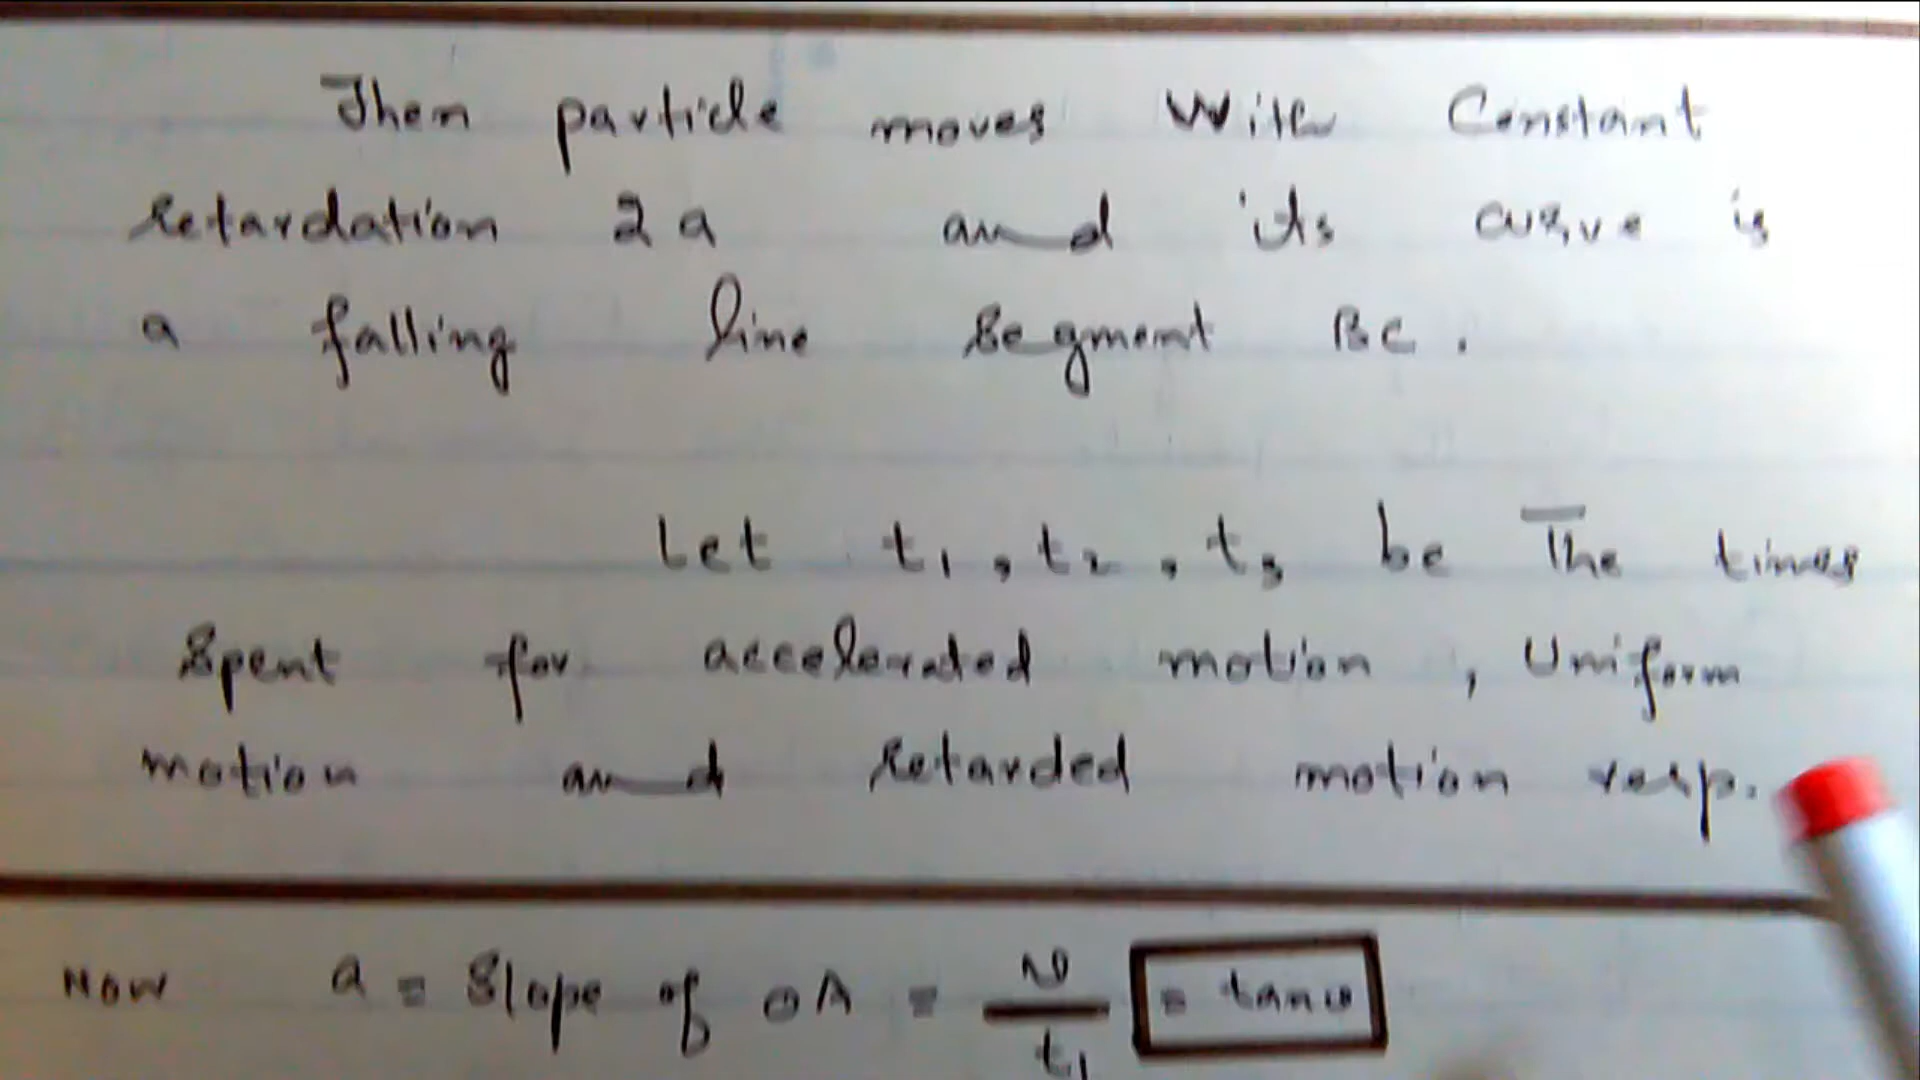 Then particle moves With Constant
retardation 2a and its curve is
a falling line segment BC.
Let t₁, t₂, t₃ be The times
spent for accelerated motion, Uniform
motion and retarded motion resp.
Now a = Slope of OA = v/t₁ = tanθ